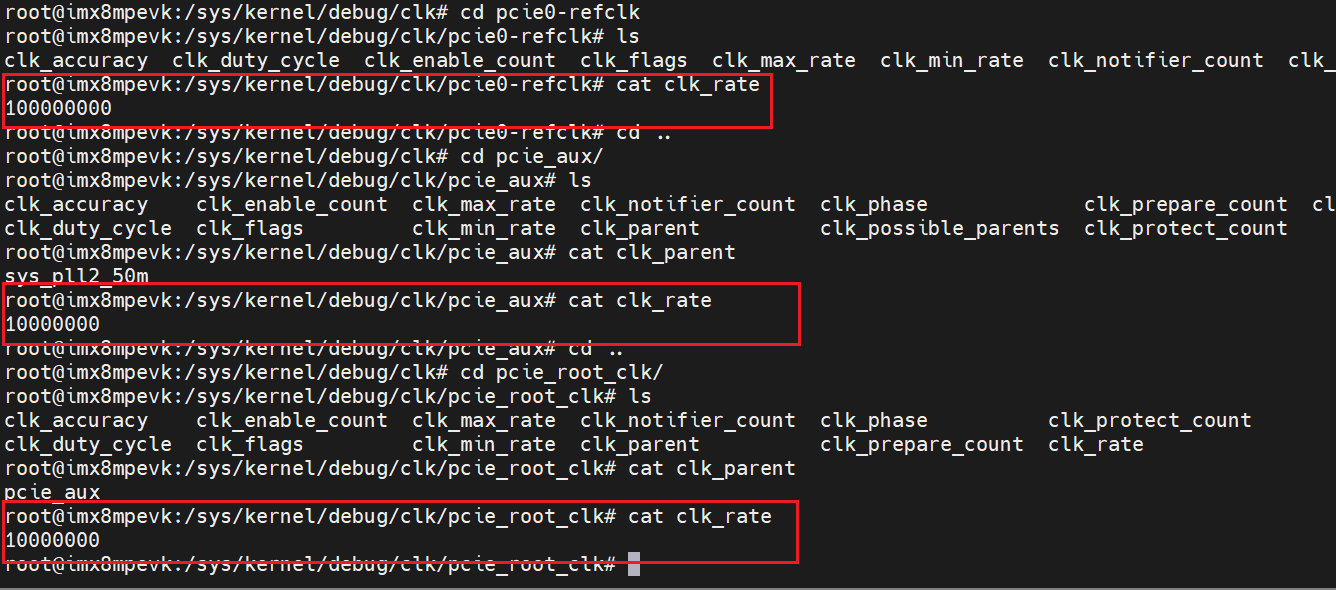 root@imx8mpevk:/sys/kernel/debug/clk# cd pcie0-refclk
root@imx8mpevk:/sys/kernel/debug/clk/pcie0-refclk# ls
clk_accuracy  clk_duty_cycle  clk_enable_count  clk_flags  clk_max_rate  clk_min_rate  clk_notifier_count  clk_
root@imx8mpevk:/sys/kernel/debug/clk/pcie0-refclk# cat clk_rate
100000000
root@imx8mpevk:/sys/kernel/debug/clk/pcie0-refclk# cd ..
root@imx8mpevk:/sys/kernel/debug/clk# cd pcie_aux/
root@imx8mpevk:/sys/kernel/debug/clk/pcie_aux# ls
clk_accuracy    clk_enable_count  clk_max_rate  clk_notifier_count  clk_phase             clk_prepare_count  cl
clk_duty_cycle  clk_flags         clk_min_rate  clk_parent          clk_possible_parents  clk_protect_count
root@imx8mpevk:/sys/kernel/debug/clk/pcie_aux# cat clk_parent
sys_pll2_50m
root@imx8mpevk:/sys/kernel/debug/clk/pcie_aux# cat clk_rate
10000000
root@imx8mpevk:/sys/kernel/debug/clk/pcie_aux# cd ..
root@imx8mpevk:/sys/kernel/debug/clk# cd pcie_root_clk/
root@imx8mpevk:/sys/kernel/debug/clk/pcie_root_clk# ls
clk_accuracy    clk_enable_count  clk_max_rate  clk_notifier_count  clk_phase          clk_protect_count
clk_duty_cycle  clk_flags         clk_min_rate  clk_parent          clk_prepare_count  clk_rate
root@imx8mpevk:/sys/kernel/debug/clk/pcie_root_clk# cat clk_parent
pcie_aux
root@imx8mpevk:/sys/kernel/debug/clk/pcie_root_clk# cat clk_rate
10000000
root@imx8mpevk:/sys/kernel/debug/clk/pcie_root_clk#